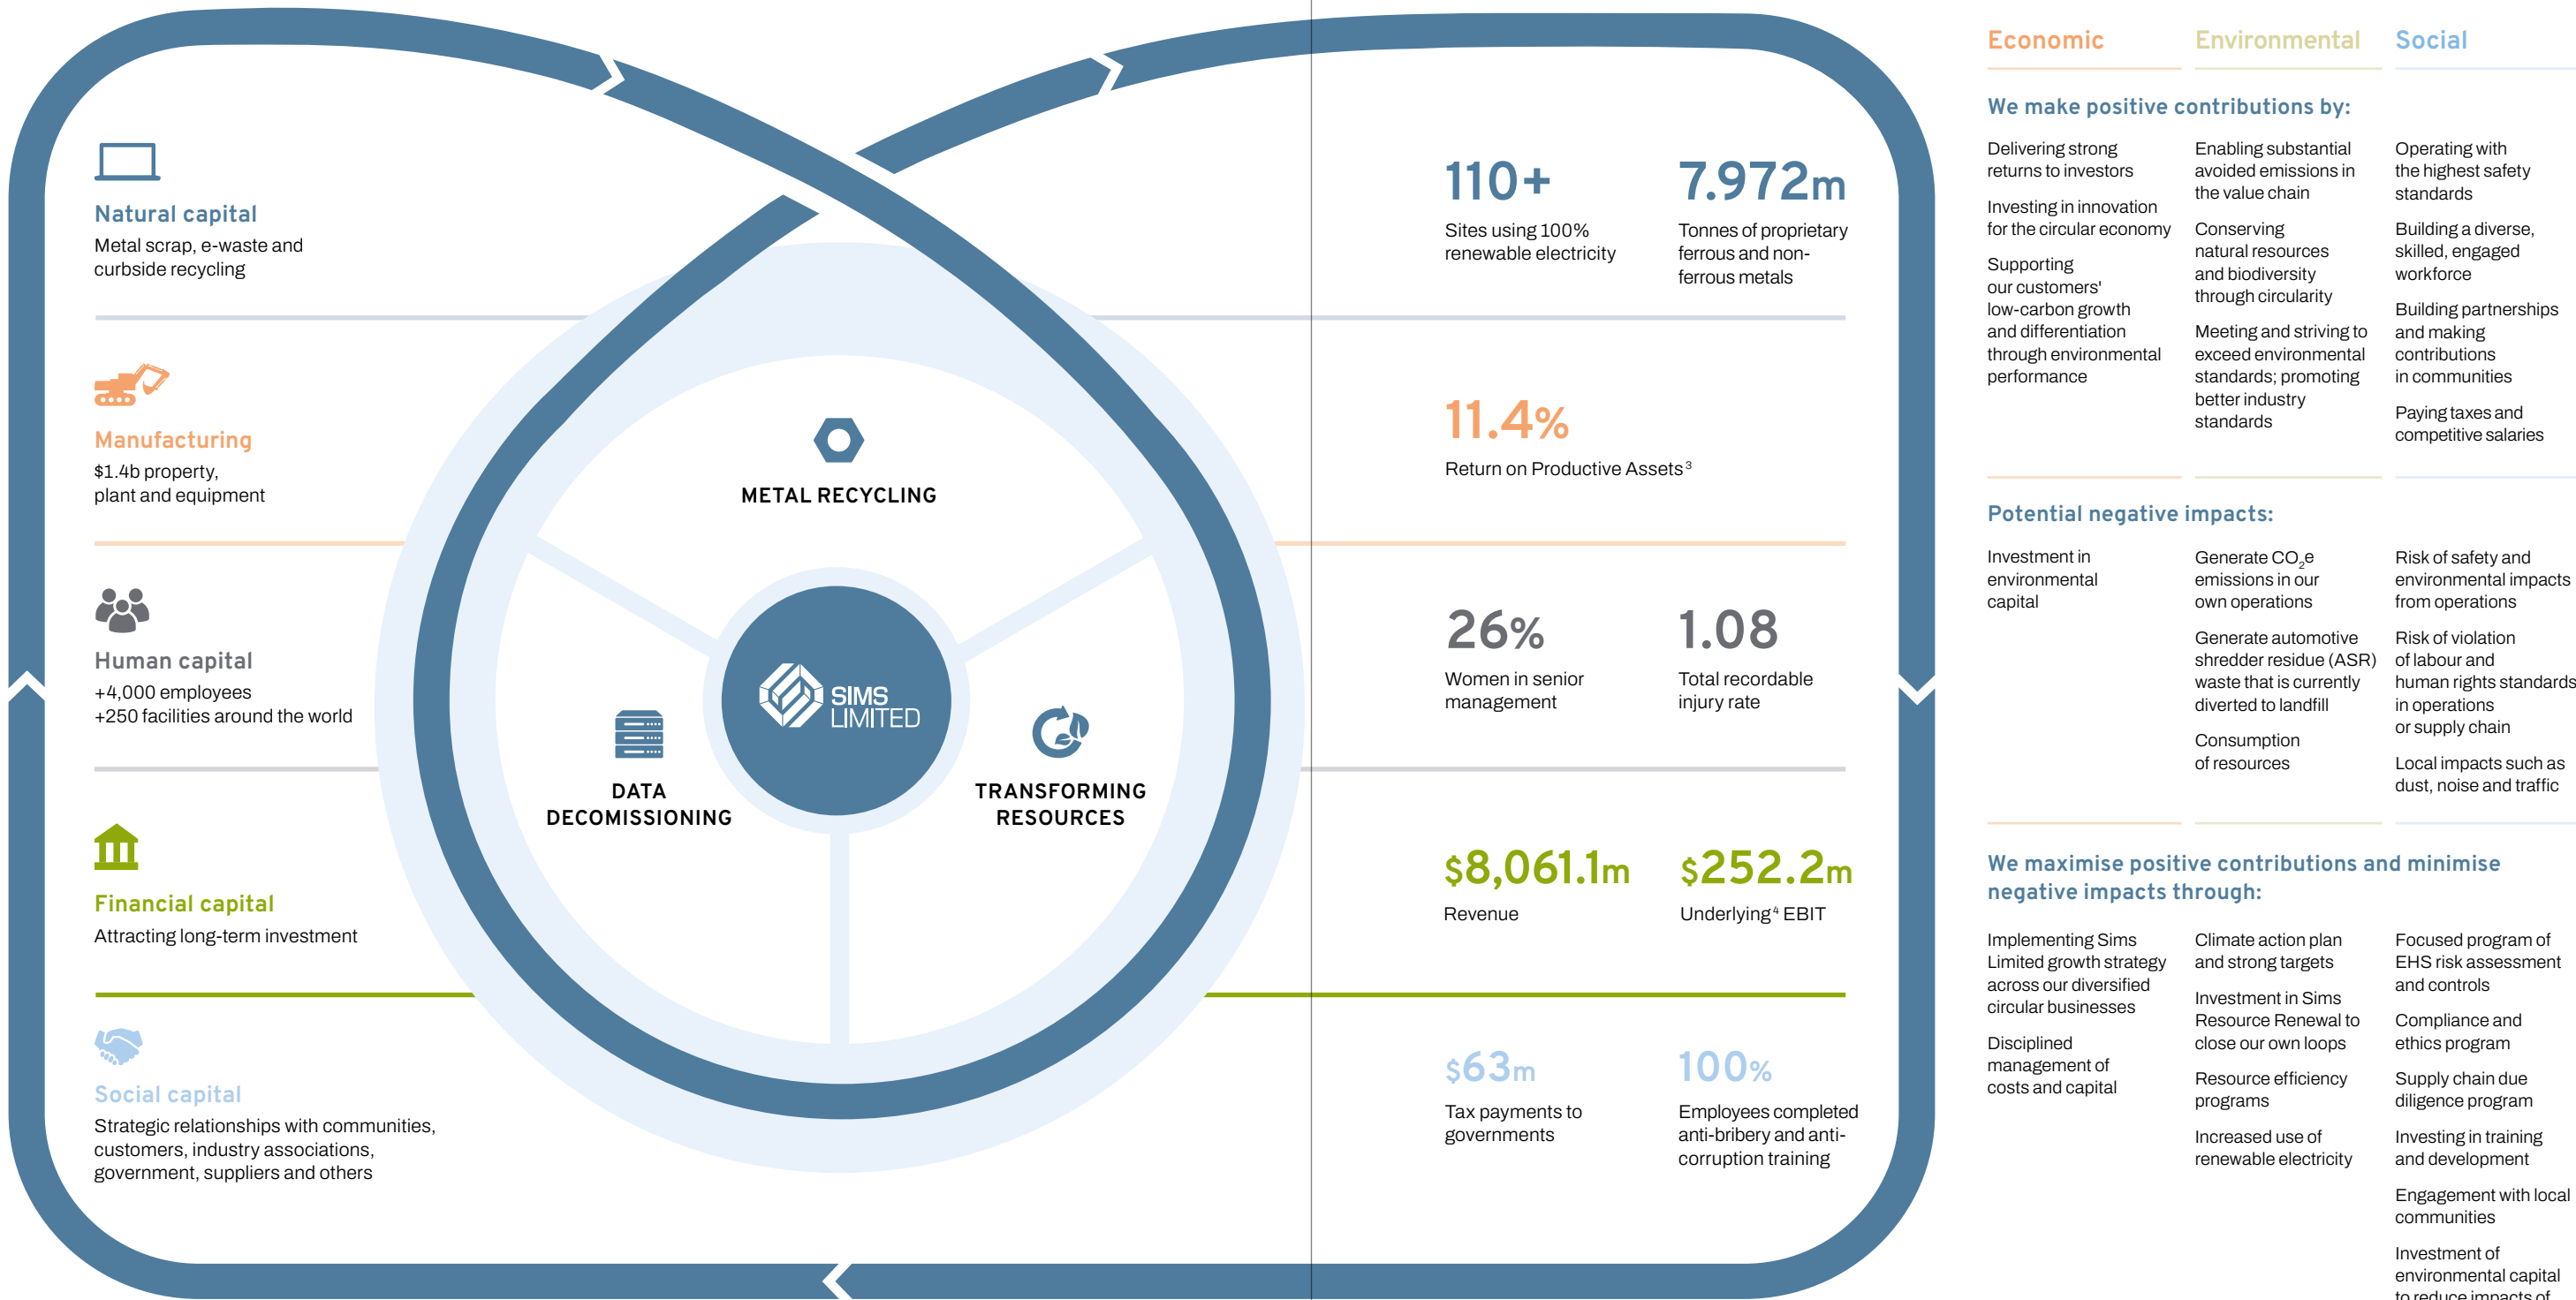 Natural capital
Metal scrap, e-waste and
curbside recycling
Manufacturing
$1.4b property,
plant and equipment
Human capital
+4,000 employees
+250 facilities around the world
Financial capital
Attracting long-term investment
Social capital
Strategic relationships with communities,
customers, industry associations,
government, suppliers and others
METAL RECYCLING
SIMS
LIMITED
DATA
DECOMISSIONING
TRANSFORMING
RESOURCES
110+
Sites using 100%
renewable electricity
7.972m
Tonnes of proprietary
ferrous and non-
ferrous metals
11.4%
Return on Productive Assets³
26%
Women in senior
management
1.08
Total recordable
injury rate
$8,061.1m
Revenue
$252.2m
Underlying⁴ EBIT
$63m
Tax payments to
governments
100%
Employees completed
anti-bribery and anti-
corruption training
Economic
Environmental
Social
We make positive contributions by:
Delivering strong
returns to investors
Investing in innovation
for the circular economy
Supporting
our customers'
low-carbon growth
and differentiation
through environmental
performance
Enabling substantial
avoided emissions in
the value chain
Conserving
natural resources
and biodiversity
through circularity
Meeting and striving to
exceed environmental
standards; promoting
better industry
standards
Operating with
the highest safety
standards
Building a diverse,
skilled, engaged
workforce
Building partnerships
and making
contributions
in communities
Paying taxes and
competitive salaries
Potential negative impacts:
Investment in
environmental
capital
Generate CO₂e
emissions in our
own operations
Generate automotive
shredder residue (ASR)
waste that is currently
diverted to landfill
Consumption
of resources
Risk of safety and
environmental impacts
from operations
Risk of violation
of labour and
human rights standards
in operations
or supply chain
Local impacts such as
dust, noise and traffic
We maximise positive contributions and minimise
negative impacts through:
Implementing Sims
Limited growth strategy
across our diversified
circular businesses
Disciplined
management of
costs and capital
Climate action plan
and strong targets
Investment in Sims
Resource Renewal to
close our own loops
Resource efficiency
programs
Increased use of
renewable electricity
Focused program of
EHS risk assessment
and controls
Compliance and
ethics program
Supply chain due
diligence program
Investing in training
and development
Engagement with local
communities
Investment of
environmental capital
to reduce impacts of